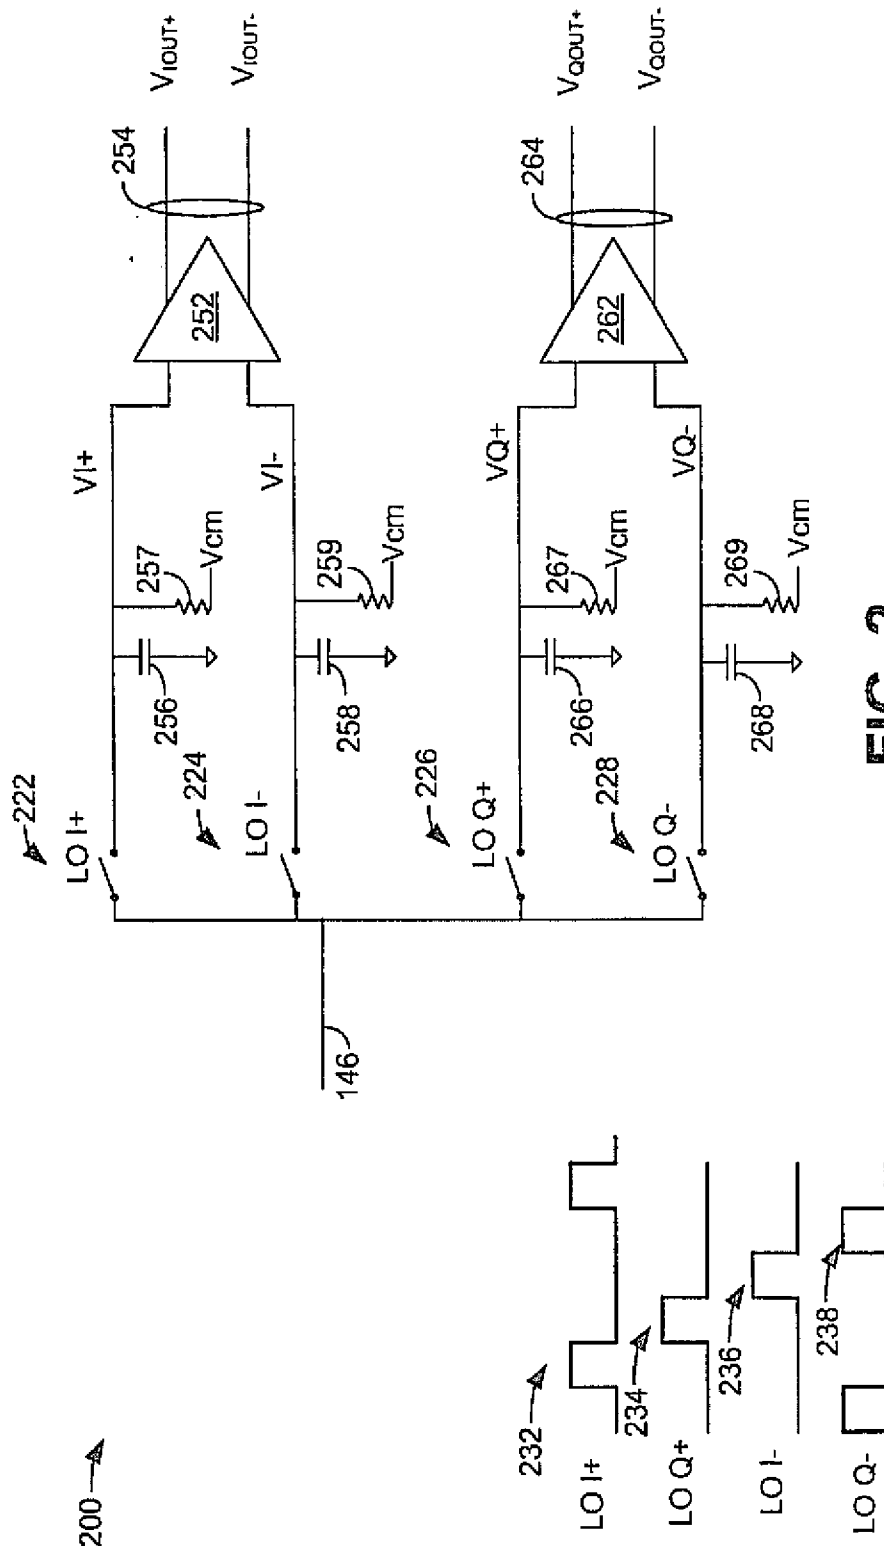 200
232
LO I+
234
LO Q+
236
LO I-
238
LO Q-
146
222
LO I+
224
LO I-
226
LO Q+
228
LO Q-
256
257
Vcm
VI+
258
259
Vcm
VI-
266
267
Vcm
VQ+
268
269
Vcm
VQ-
252
254
VIOUT+
VIOUT-
262
264
VQOUT+
VQOUT-